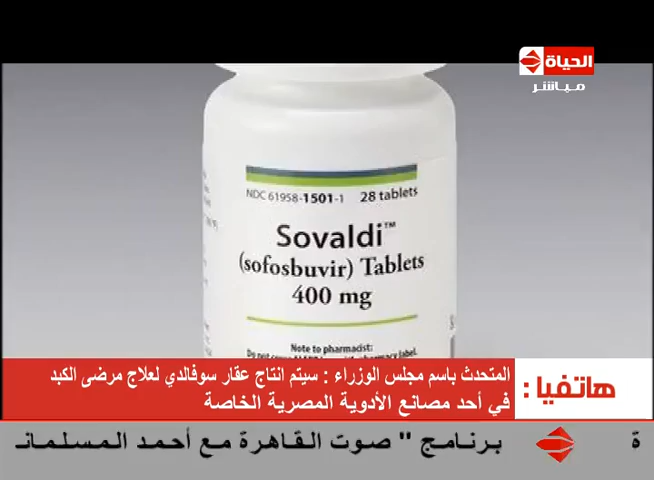 الحياة
مباشر
NDC 61958-1501-1 28 tablets
Sovaldi™
(sofosbuvir) Tablets
400 mg
Note to pharmacist:
هاتفيا :
المتحدث باسم مجلس الوزراء : سيتم انتاج عقار سوفالدي لعلاج مرضى الكبد
في أحد مصانع الأدوية المصرية الخاصة
ة برنامج " صوت القاهرة مع أحمد المسلمانـ